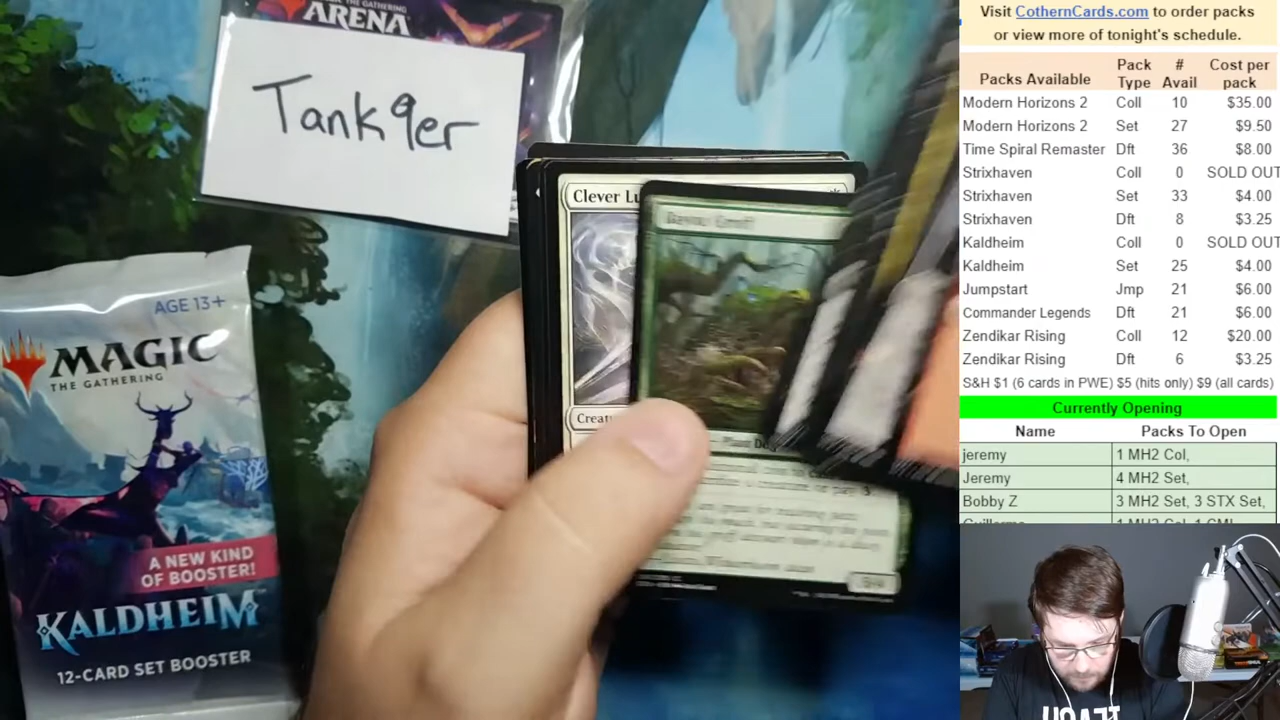 THE GATHERING
ARENA
Tank9er
AGE 13+
MAGIC
THE GATHERING
A NEW KIND
OF BOOSTER!
KALDHEIM
12-CARD SET BOOSTER
Clever Lu
Bayou Groff
Creatu
Visit CothernCards.com to order packs
or view more of tonight's schedule.
Packs Available Pack Type # Avail Cost per pack
Modern Horizons 2 Coll 10 $35.00
Modern Horizons 2 Set 27 $9.50
Time Spiral Remaster Dft 36 $8.00
Strixhaven Coll 0 SOLD OUT
Strixhaven Set 33 $4.00
Strixhaven Dft 8 $3.25
Kaldheim Coll 0 SOLD OUT
Kaldheim Set 25 $4.00
Jumpstart Jmp 21 $6.00
Commander Legends Dft 21 $6.00
Zendikar Rising Coll 12 $20.00
Zendikar Rising Dft 6 $3.25
S&H $1 (6 cards in PWE) $5 (hits only) $9 (all cards)
Currently Opening
Name Packs To Open
jeremy 1 MH2 Col,
Jeremy 4 MH2 Set,
Bobby Z 3 MH2 Set, 3 STX Set,